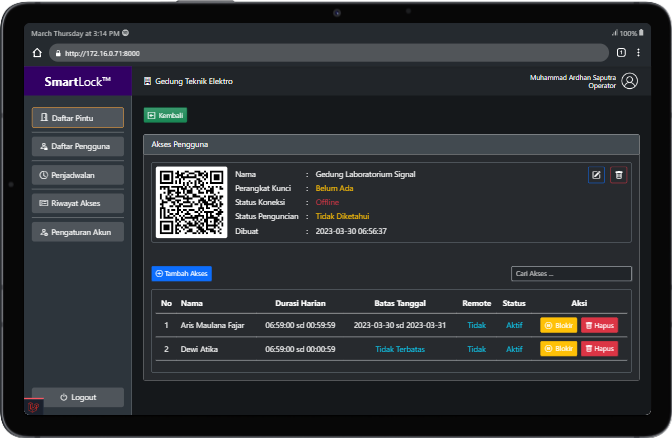 March Thursday at 3:14 PM
100%
http://172.16.0.71:8000
1
SmartLock™
Gedung Teknik Elektro
Muhammad Ardhan Saputra
Operator
Daftar Pintu
Daftar Pengguna
Penjadwalan
Riwayat Akses
Pengaturan Akun
Logout
Kembali
Akses Pengguna
Nama : Gedung Laboratorium Signal
Perangkat Kunci : Belum Ada
Status Koneksi : Offline
Status Penguncian : Tidak Diketahui
Dibuat : 2023-03-30 06:56:37
Tambah Akses
Cari Akses ...
No Nama Durasi Harian Batas Tanggal Remote Status Aksi
1 Aris Maulana Fajar 06:59:00 sd 00:59:59 2023-03-30 sd 2023-03-31 Tidak Aktif Blokir Hapus
2 Dewi Atika 06:59:00 sd 00:00:59 Tidak Terbatas Tidak Aktif Blokir Hapus